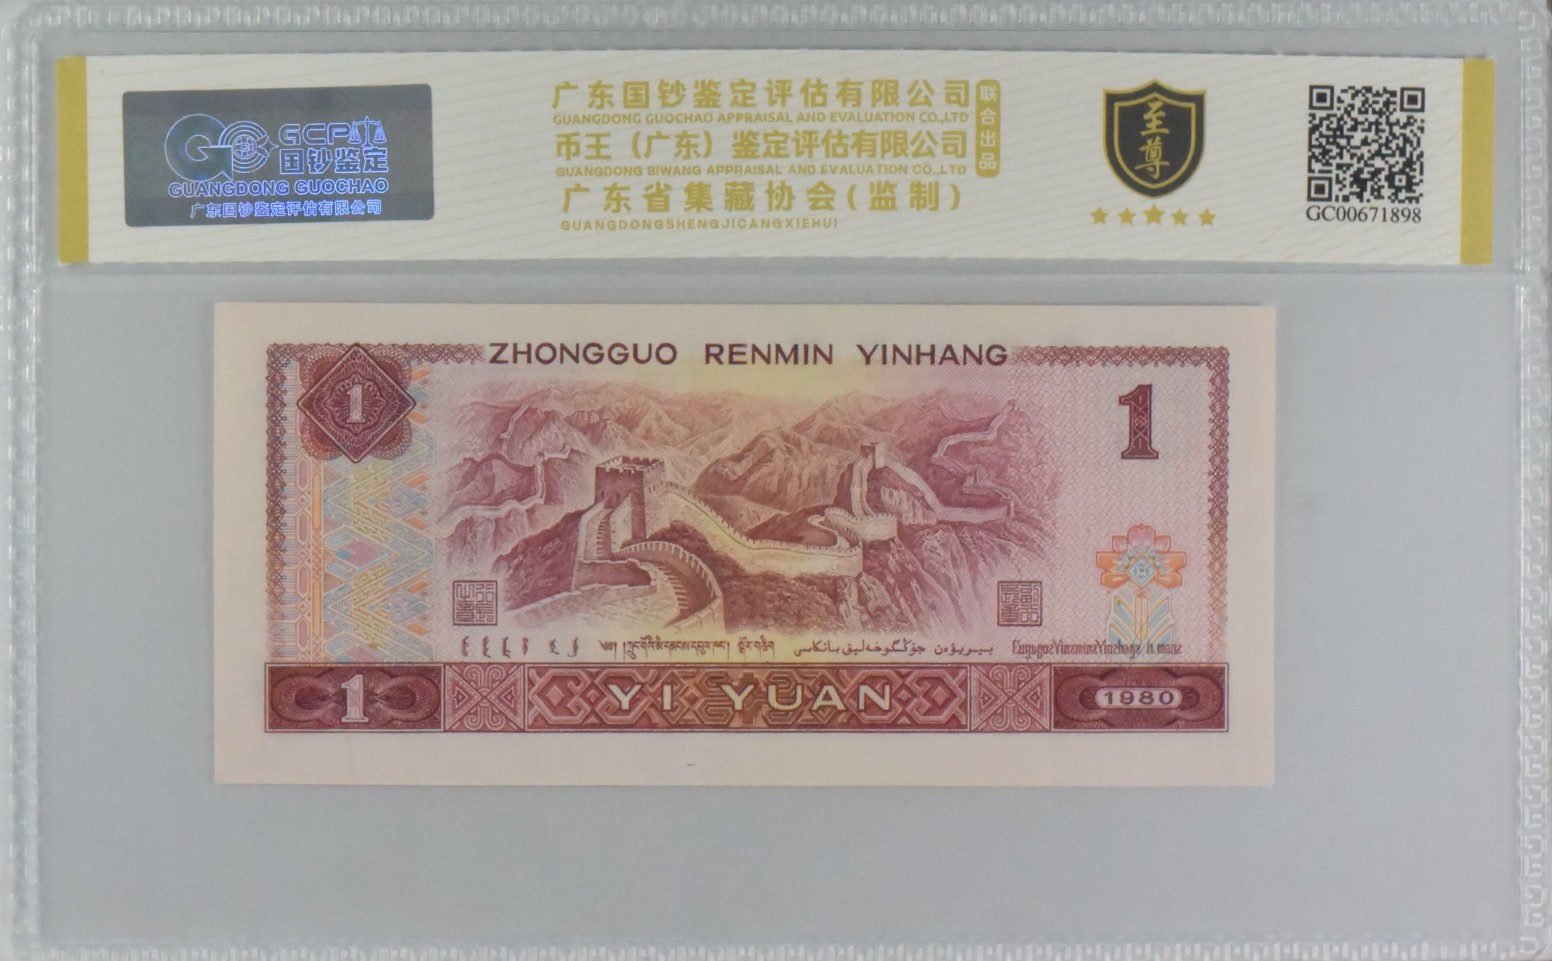 GCP
国钞鉴定
GUANGDONG GUOCHAO
广东国钞鉴定评估有限公司
广东国钞鉴定评估有限公司
GUANGDONG GUOCHAO APPRAISAL AND EVALUATION CO.,LTD
币王（广东）鉴定评估有限公司
GUANGDONG BIWANG APPRAISAL AND EVALUATION CO.,LTD
广东省集藏协会(监制)
GUANGDONGSHENGJICANGXIEHUI
联合出品
至尊
GC00671898
ZHONGGUO RENMIN YINHANG
1
1
1
YI YUAN
1980